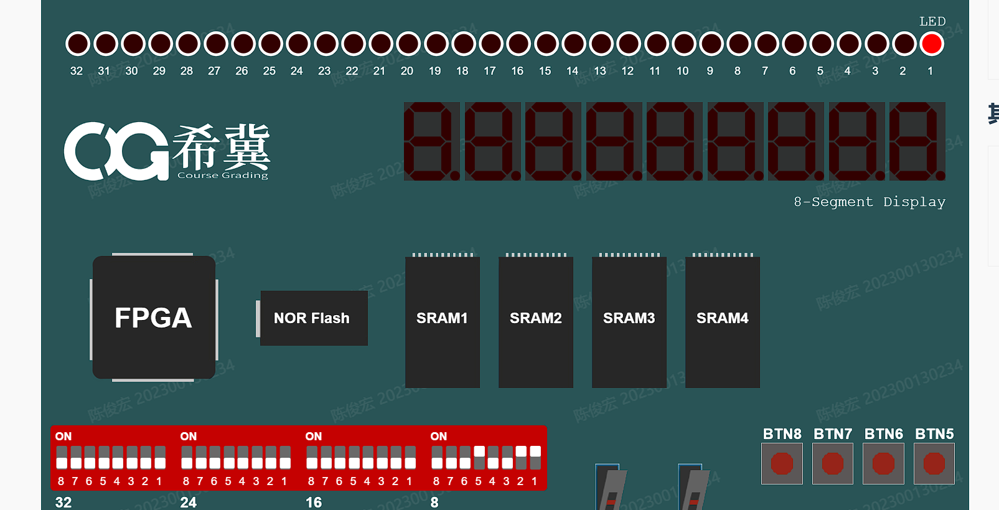 LED
32 31 30 29 28 27 26 25 24 23 22 21 20 19 18 17 16 15 14 13 12 11 10 9 8 7 6 5 4 3 2 1
CG 希冀
Course Grading
8-Segment Display
FPGA
NOR Flash
SRAM1 SRAM2 SRAM3 SRAM4
BTN8 BTN7 BTN6 BTN5
ON ON ON ON
8 7 6 5 4 3 2 1 8 7 6 5 4 3 2 1 8 7 6 5 4 3 2 1 8 7 6 5 4 3 2 1
32 24 16 8
陈俊宏 202300130234